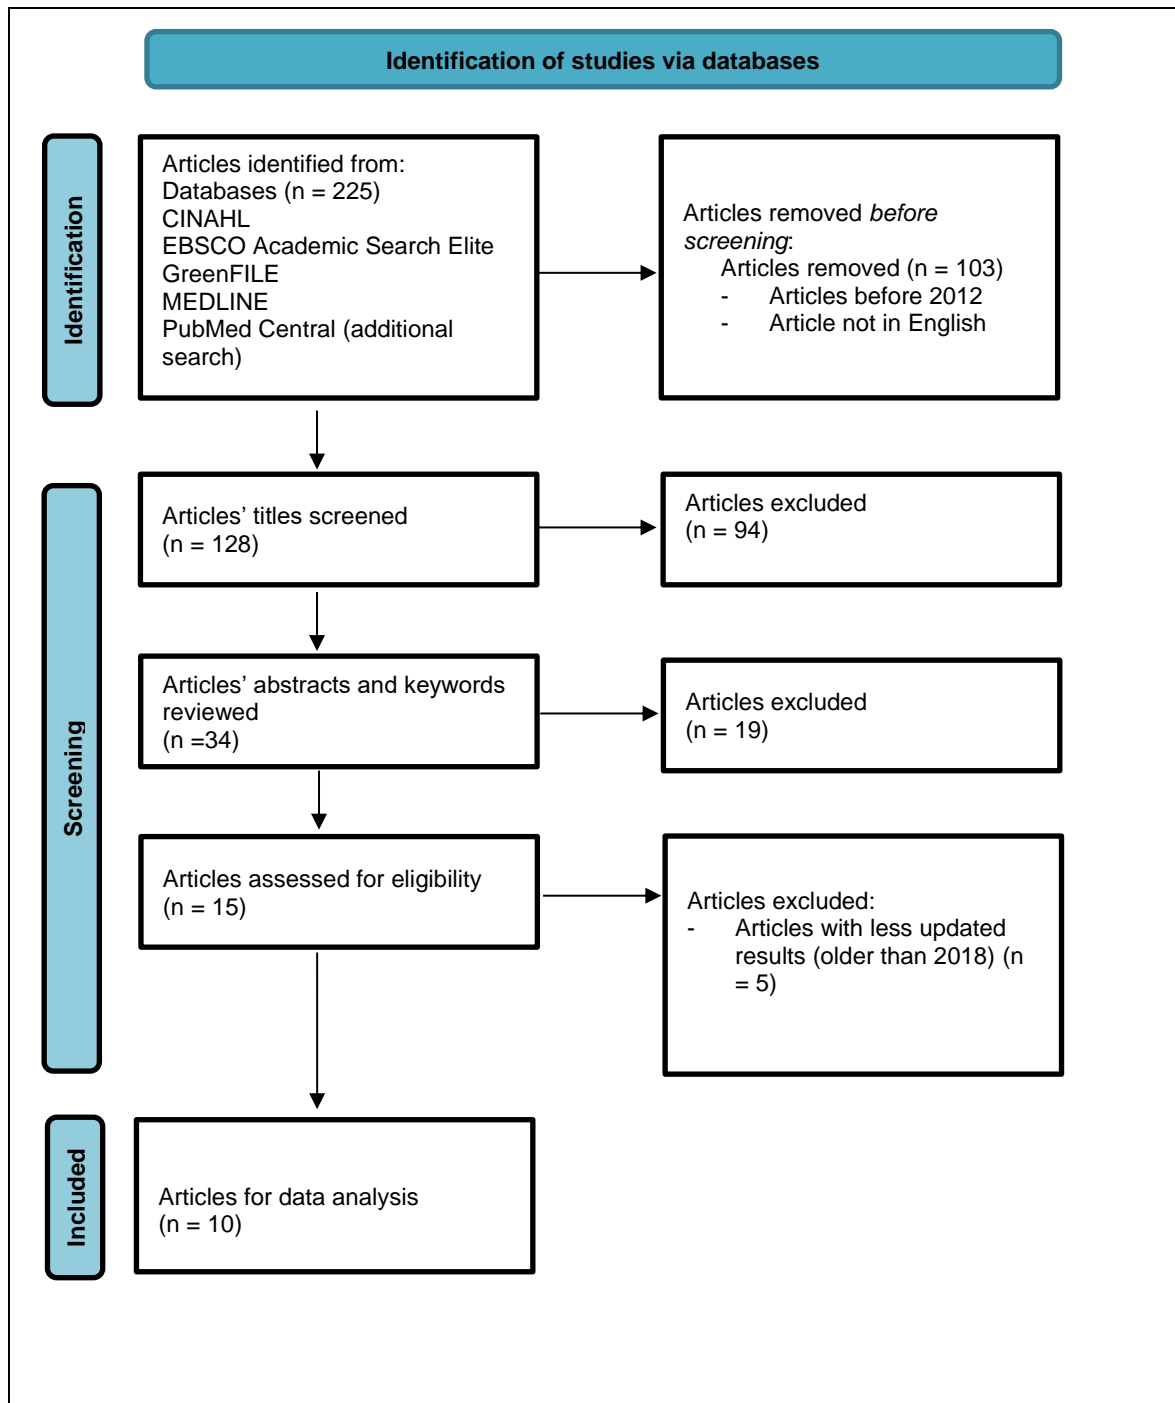 Identification of studies via databases
Identification
Articles identified from:
Databases (n = 225)
CINAHL
EBSCO Academic Search Elite
GreenFILE
MEDLINE
PubMed Central (additional
search)
Articles removed before
screening:
Articles removed (n = 103)
- Articles before 2012
- Article not in English
Screening
Articles’ titles screened
(n = 128)
Articles excluded
(n = 94)
Articles’ abstracts and keywords
reviewed
(n =34)
Articles excluded
(n = 19)
Articles assessed for eligibility
(n = 15)
Articles excluded:
- Articles with less updated
results (older than 2018) (n
= 5)
Included
Articles for data analysis
(n = 10)